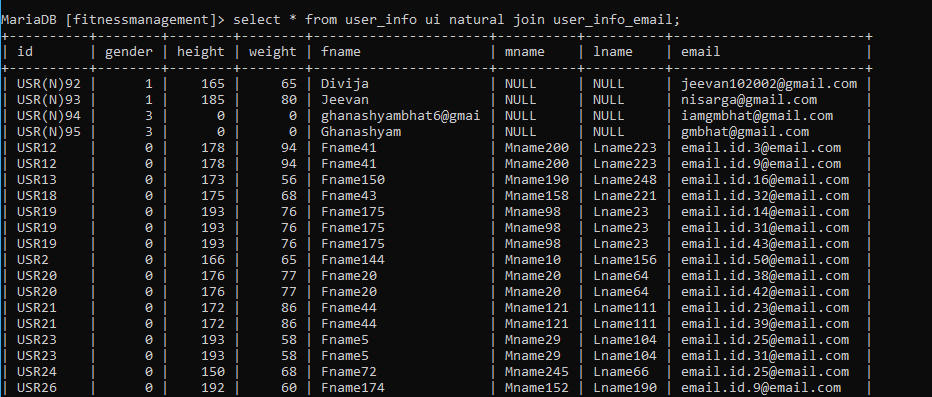 MariaDB [fitnessmanagement]> select * from user_info ui natural join user_info_email;
+----------+--------+--------+--------+----------------------+----------+----------+-----------------------+
| id | gender | height | weight | fname | mname | lname | email |
+----------+--------+--------+--------+----------------------+----------+----------+-----------------------+
| USR(N)92 | 1 | 165 | 65 | Divija | NULL | NULL | jeevan102002@gmail.com |
| USR(N)93 | 1 | 185 | 80 | Jeevan | NULL | NULL | nisarga@gmail.com |
| USR(N)94 | 3 | 0 | 0 | ghanashyambhat6@gmai | NULL | NULL | iamgmbhat@gmail.com |
| USR(N)95 | 3 | 0 | 0 | Ghanashyam | NULL | NULL | gmbhat@gmail.com |
| USR12 | 0 | 178 | 94 | Fname41 | Mname200 | Lname223 | email.id.3@email.com |
| USR12 | 0 | 178 | 94 | Fname41 | Mname200 | Lname223 | email.id.9@email.com |
| USR13 | 0 | 173 | 56 | Fname150 | Mname190 | Lname248 | email.id.16@email.com |
| USR18 | 0 | 175 | 68 | Fname43 | Mname158 | Lname221 | email.id.32@email.com |
| USR19 | 0 | 193 | 76 | Fname175 | Mname98 | Lname23 | email.id.14@email.com |
| USR19 | 0 | 193 | 76 | Fname175 | Mname98 | Lname23 | email.id.31@email.com |
| USR19 | 0 | 193 | 76 | Fname175 | Mname98 | Lname23 | email.id.43@email.com |
| USR2 | 0 | 166 | 65 | Fname144 | Mname10 | Lname156 | email.id.50@email.com |
| USR20 | 0 | 176 | 77 | Fname20 | Mname20 | Lname64 | email.id.38@email.com |
| USR20 | 0 | 176 | 77 | Fname20 | Mname20 | Lname64 | email.id.42@email.com |
| USR21 | 0 | 172 | 86 | Fname44 | Mname121 | Lname111 | email.id.23@email.com |
| USR21 | 0 | 172 | 86 | Fname44 | Mname121 | Lname111 | email.id.39@email.com |
| USR23 | 0 | 193 | 58 | Fname5 | Mname29 | Lname104 | email.id.25@email.com |
| USR23 | 0 | 193 | 58 | Fname5 | Mname29 | Lname104 | email.id.31@email.com |
| USR24 | 0 | 150 | 68 | Fname72 | Mname245 | Lname66 | email.id.25@email.com |
| USR26 | 0 | 192 | 60 | Fname174 | Mname152 | Lname190 | email.id.9@email.com |